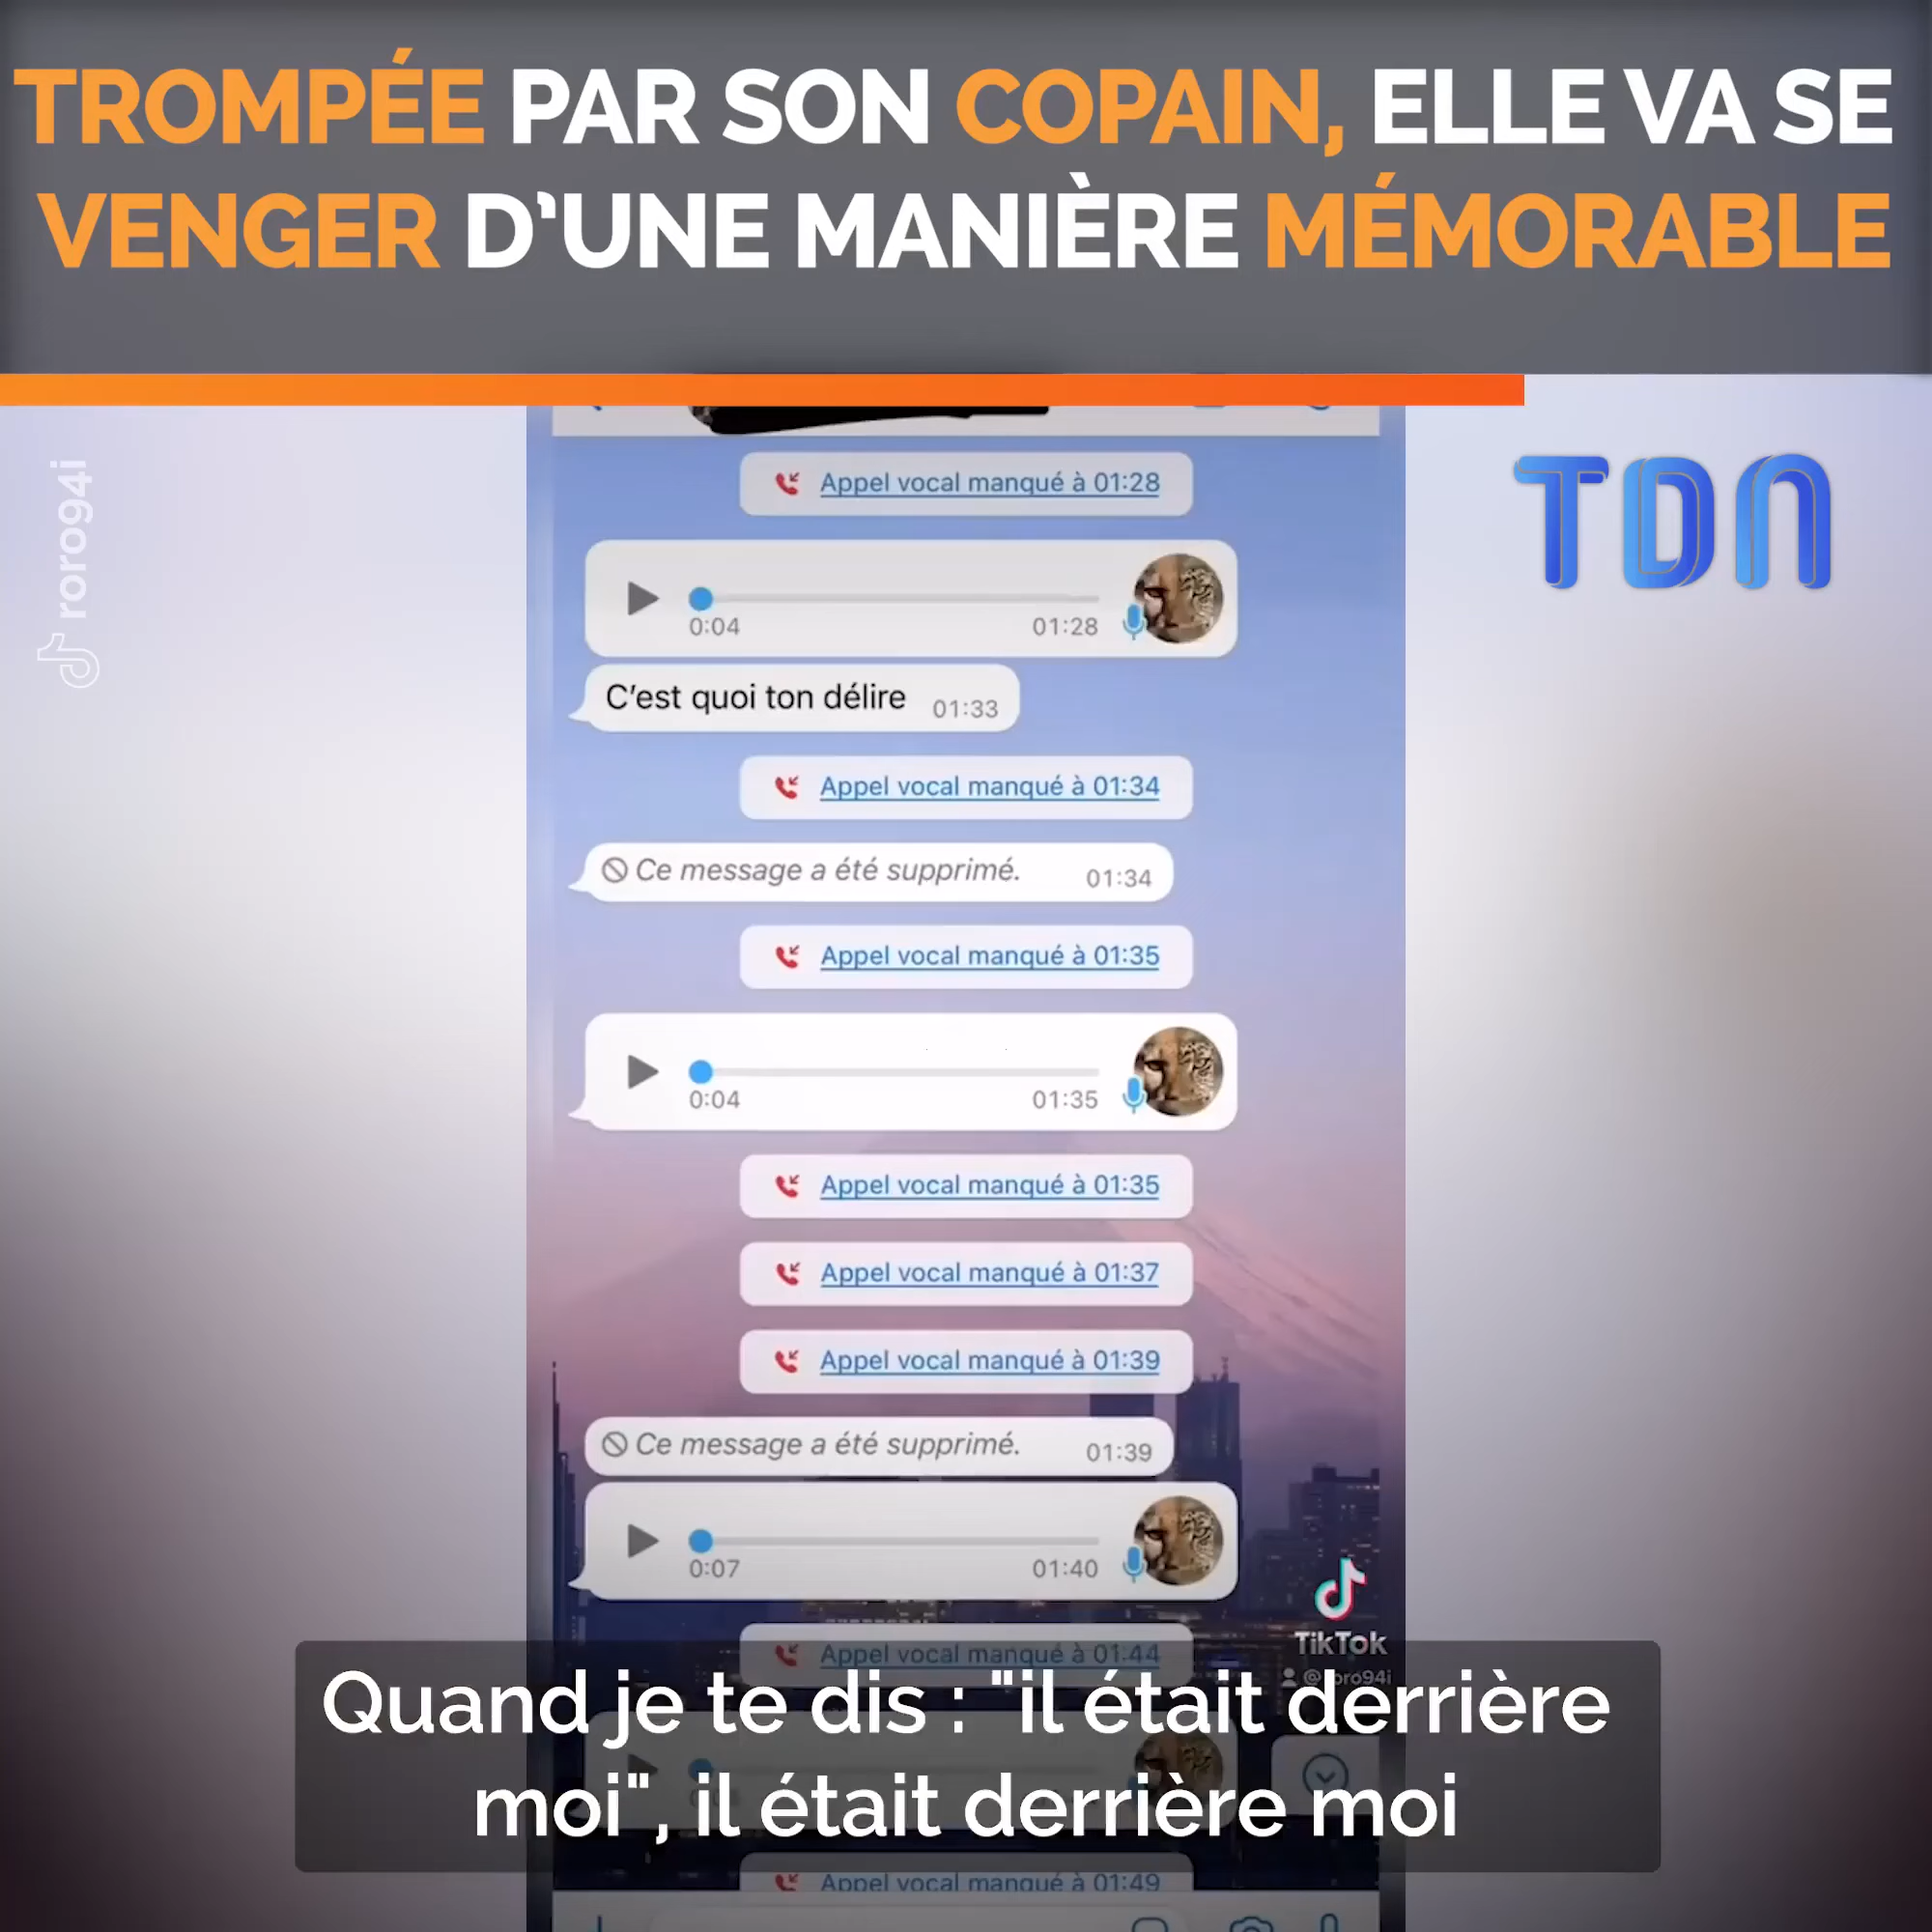 TROMPÉE PAR SON COPAIN, ELLE VA SE
VENGER D'UNE MANIÈRE MÉMORABLE
roro94i
TDN
Appel vocal manqué à 01:28
0:04 01:28
C'est quoi ton délire 01:33
Appel vocal manqué à 01:34
Ce message a été supprimé. 01:34
Appel vocal manqué à 01:35
0:04 01:35
Appel vocal manqué à 01:35
Appel vocal manqué à 01:37
Appel vocal manqué à 01:39
Ce message a été supprimé. 01:39
0:07 01:40
Appel vocal manqué à 01:44
TikTok
@roro94i
Quand je te dis : "il était derrière
moi", il était derrière moi
Appel vocal manqué à 01:49